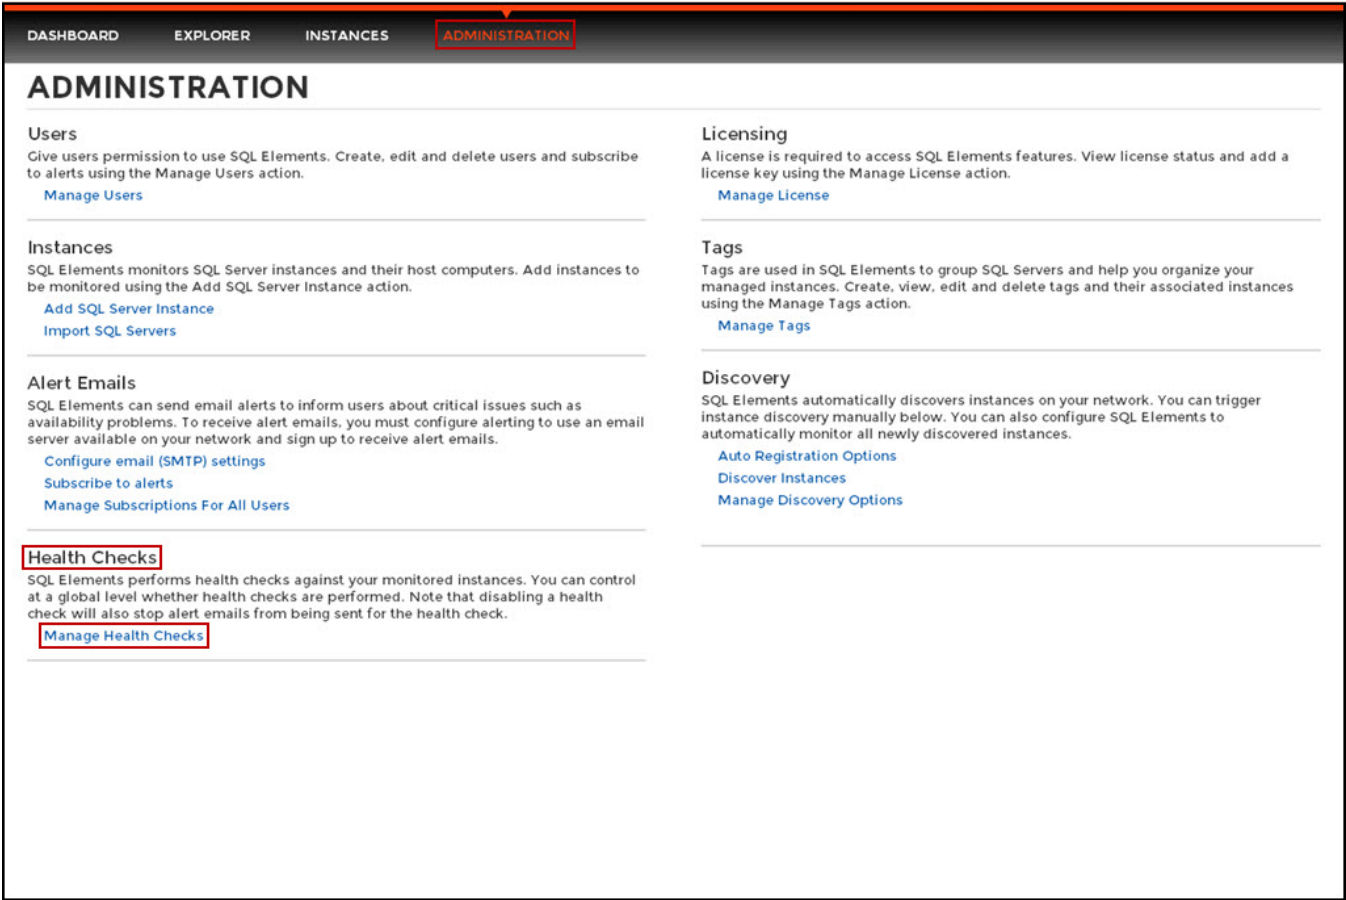 DASHBOARD EXPLORER INSTANCES ADMINISTRATION
ADMINISTRATION
Users
Give users permission to use SQL Elements. Create, edit and delete users and subscribe
to alerts using the Manage Users action.
Manage Users
Instances
SQL Elements monitors SQL Server instances and their host computers. Add instances to
be monitored using the Add SQL Server Instance action.
Add SQL Server Instance
Import SQL Servers
Alert Emails
SQL Elements can send email alerts to inform users about critical issues such as
availability problems. To receive alert emails, you must configure alerting to use an email
server available on your network and sign up to receive alert emails.
Configure email (SMTP) settings
Subscribe to alerts
Manage Subscriptions For All Users
Health Checks
SQL Elements performs health checks against your monitored instances. You can control
at a global level whether health checks are performed. Note that disabling a health
check will also stop alert emails from being sent for the health check.
Manage Health Checks
Licensing
A license is required to access SQL Elements features. View license status and add a
license key using the Manage License action.
Manage License
Tags
Tags are used in SQL Elements to group SQL Servers and help you organize your
managed instances. Create, view, edit and delete tags and their associated instances
using the Manage Tags action.
Manage Tags
Discovery
SQL Elements automatically discovers instances on your network. You can trigger
instance discovery manually below. You can also configure SQL Elements to
automatically monitor all newly discovered instances.
Auto Registration Options
Discover Instances
Manage Discovery Options